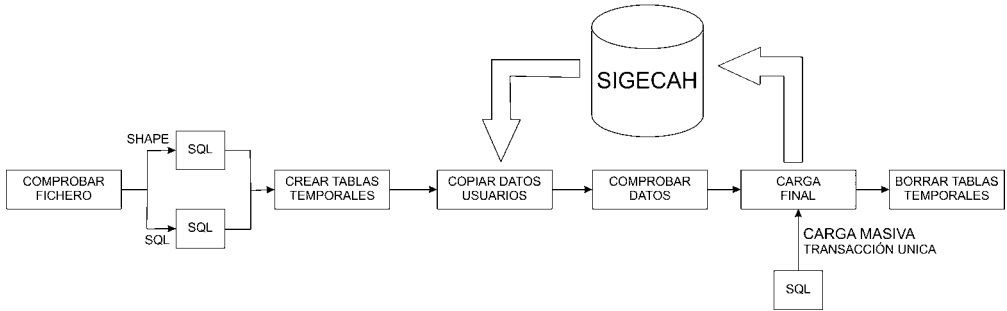 SIGECAH
SHAPE
SQL
COMPROBAR
FICHERO
SQL
SQL
CREAR TABLAS
TEMPORALES
COPIAR DATOS
USUARIOS
COMPROBAR
DATOS
CARGA
FINAL
BORRAR TABLAS
TEMPORALES
CARGA MASIVA
TRANSACCIÓN UNICA
SQL